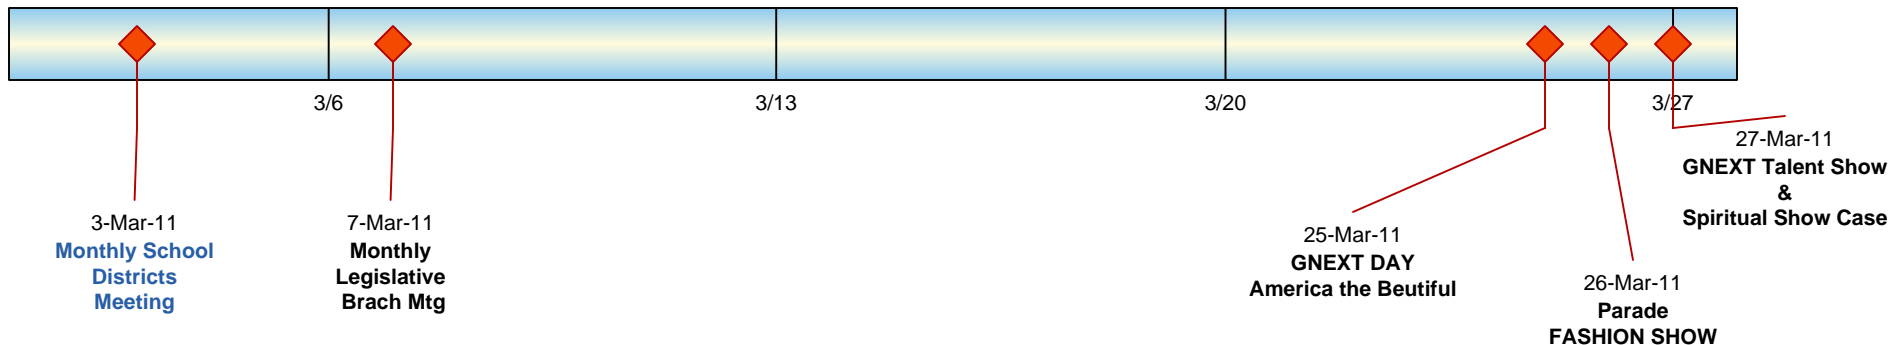 3/6
3/13
3/20
3/27
3-Mar-11
Monthly School
Districts
Meeting
7-Mar-11
Monthly
Legislative
Brach Mtg
25-Mar-11
GNEXT DAY
America the Beutiful
26-Mar-11
Parade
FASHION SHOW
27-Mar-11
GNEXT Talent Show
&
Spiritual Show Case